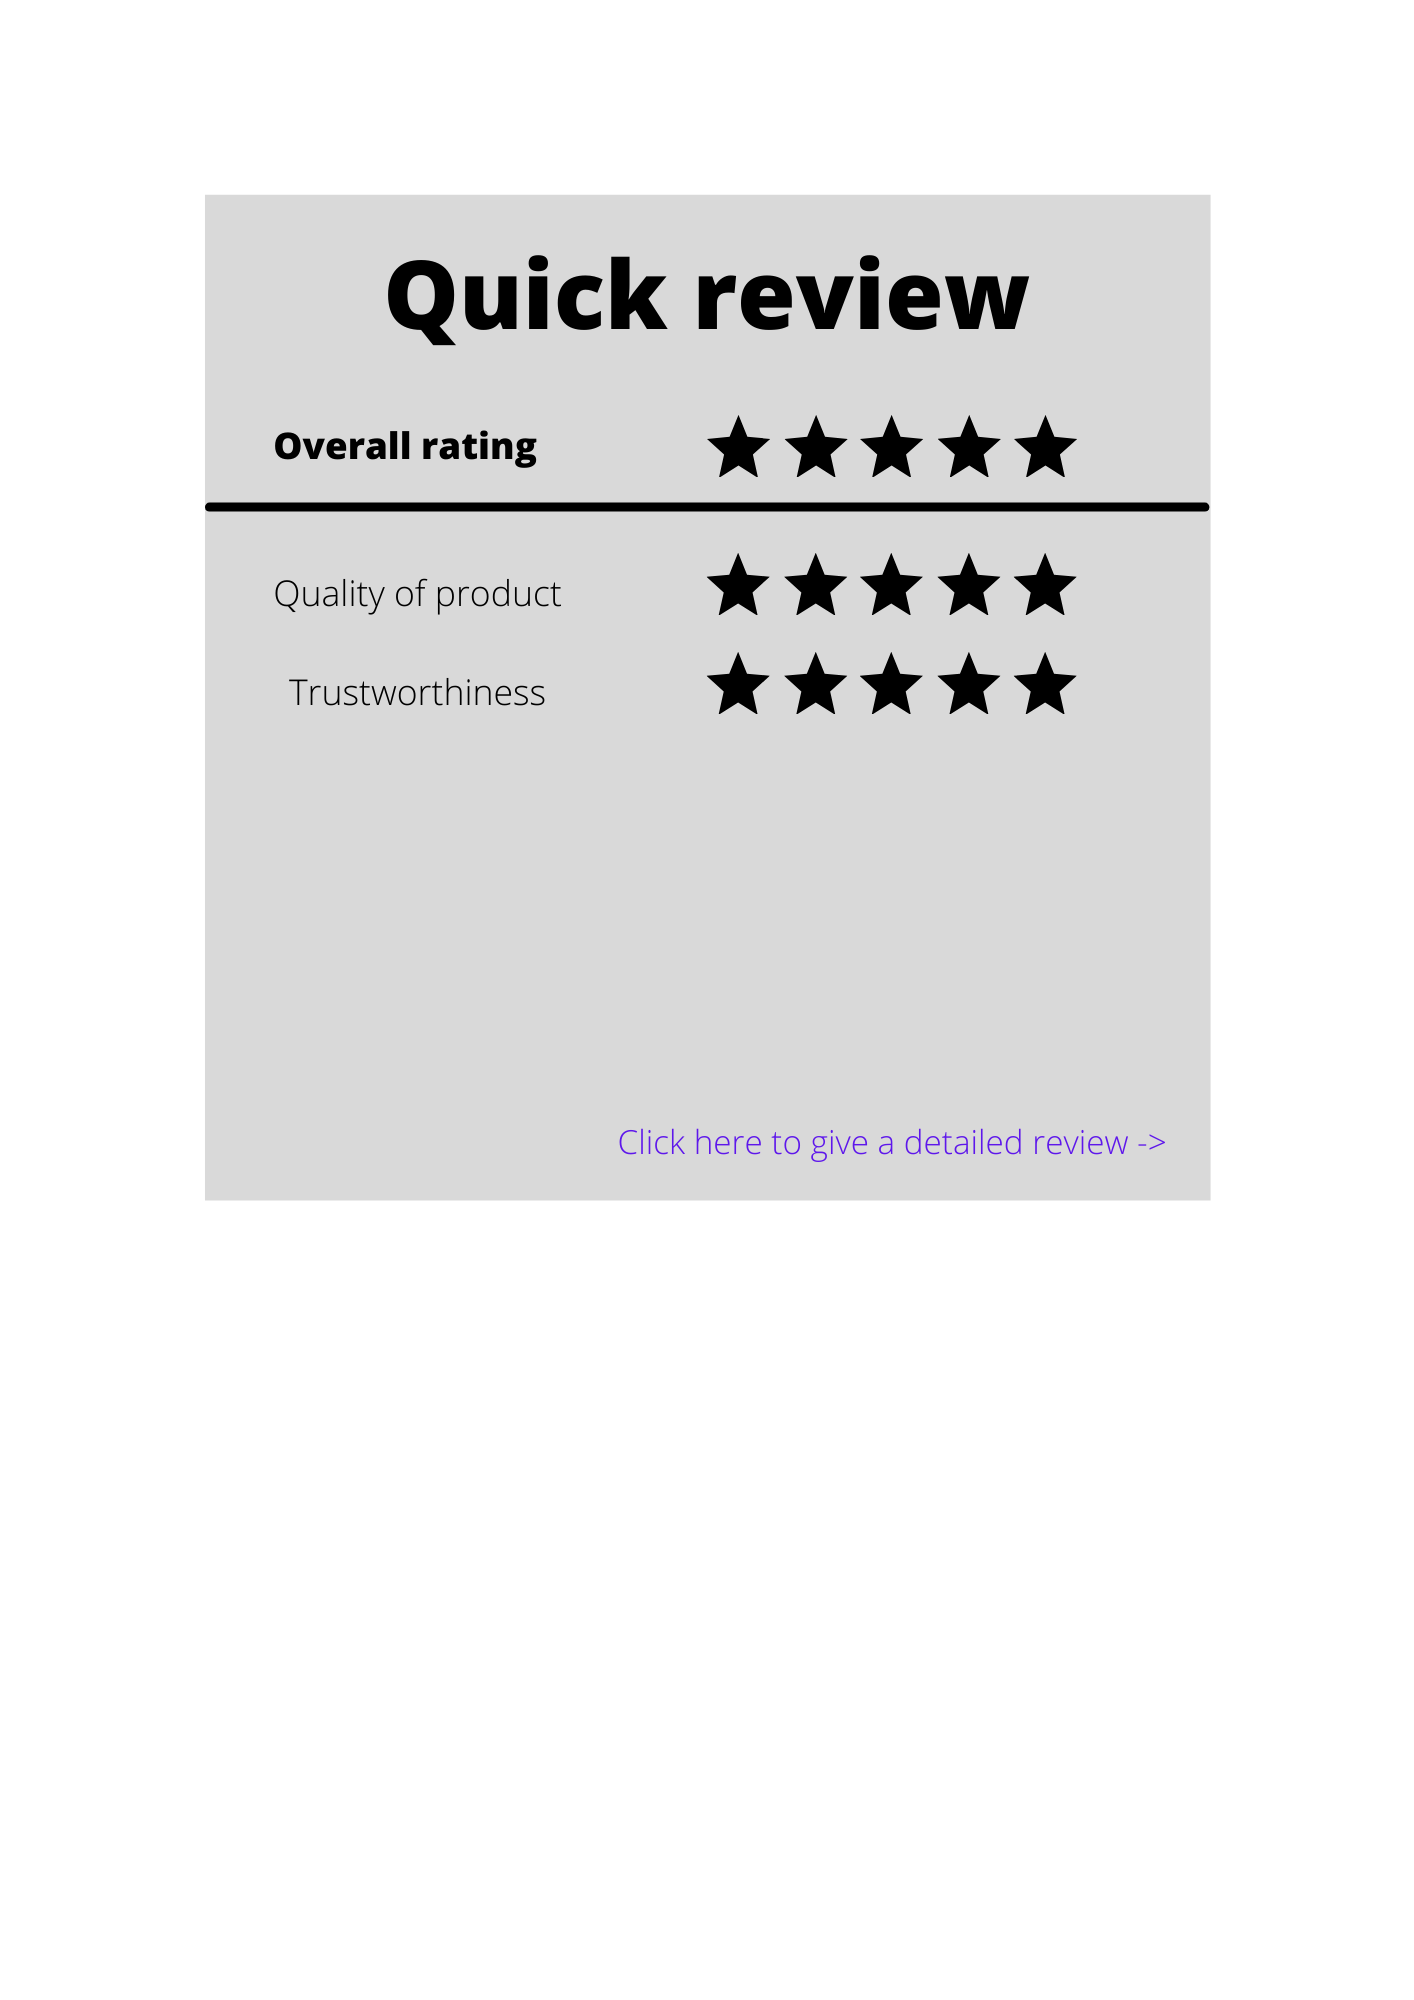 Quick review
Overall rating
Quality of product
Trustworthiness
Click here to give a detailed review ->